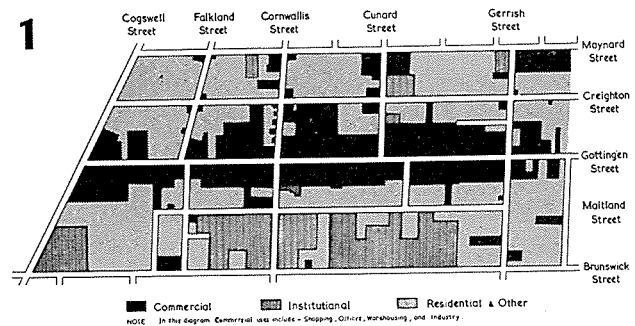 1
Cogswell Street
Falkland Street
Cornwallis Street
Cunard Street
Gerrish Street
Maynard Street
Creighton Street
Gottingen Street
Maitland Street
Brunswick Street
Commercial
Institutional
Residential & Other
NOTE In this diagram Commercial uses include - Shopping, Offices, Warehousing, and Industry.